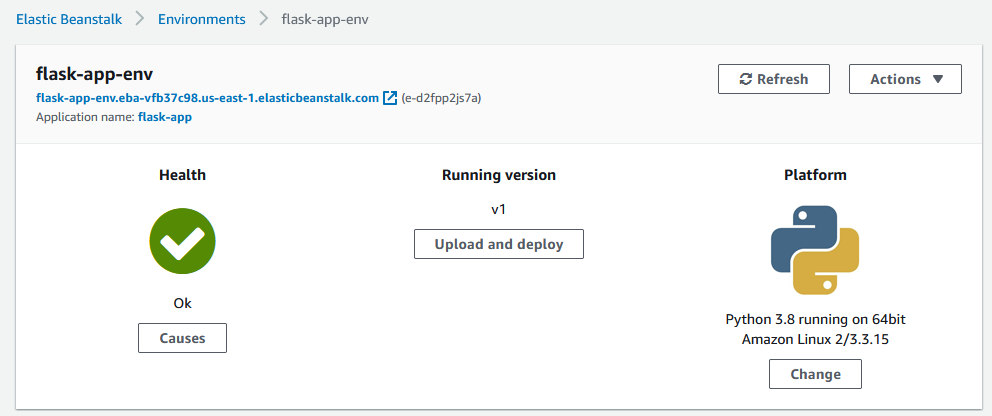 Elastic Beanstalk > Environments > flask-app-env
flask-app-env
Refresh
Actions
flask-app-env.eba-vfb37c98.us-east-1.elasticbeanstalk.com (e-d2fpp2js7a)
Application name: flask-app
Health
Ok
Causes
Running version
v1
Upload and deploy
Platform
Python 3.8 running on 64bit
Amazon Linux 2/3.3.15
Change